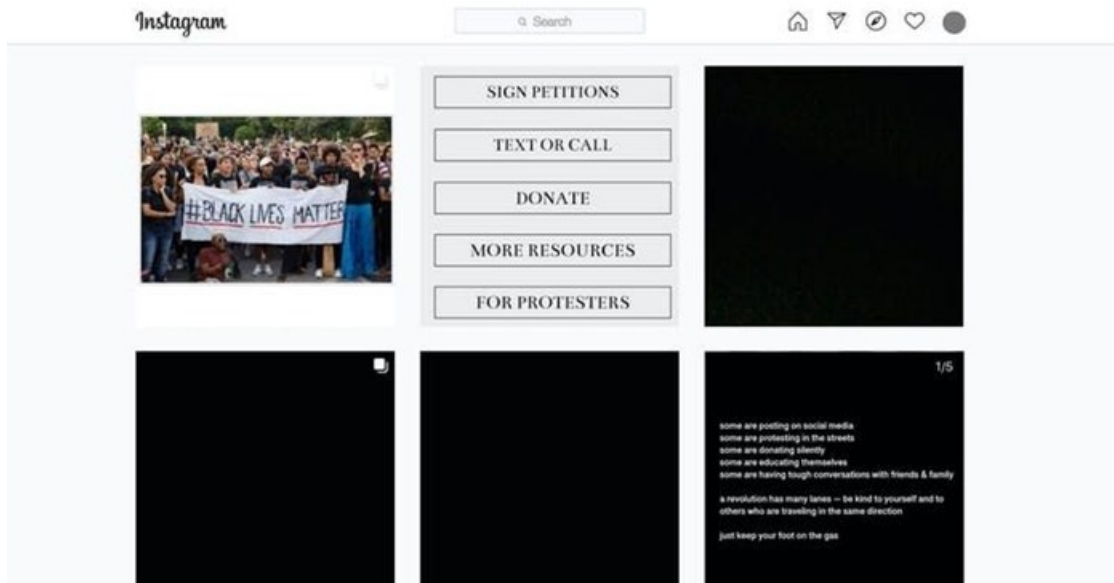 Instagram
Search
#BLACK LIVES MATTER
SIGN PETITIONS
TEXT OR CALL
DONATE
MORE RESOURCES
FOR PROTESTERS
1/5
some are posting on social media
some are protesting in the streets
some are donating silently
some are educating themselves
some are having tough conversations with friends & family
a revolution has many lanes — be kind to yourself and to
others who are traveling in the same direction
just keep your foot on the gas